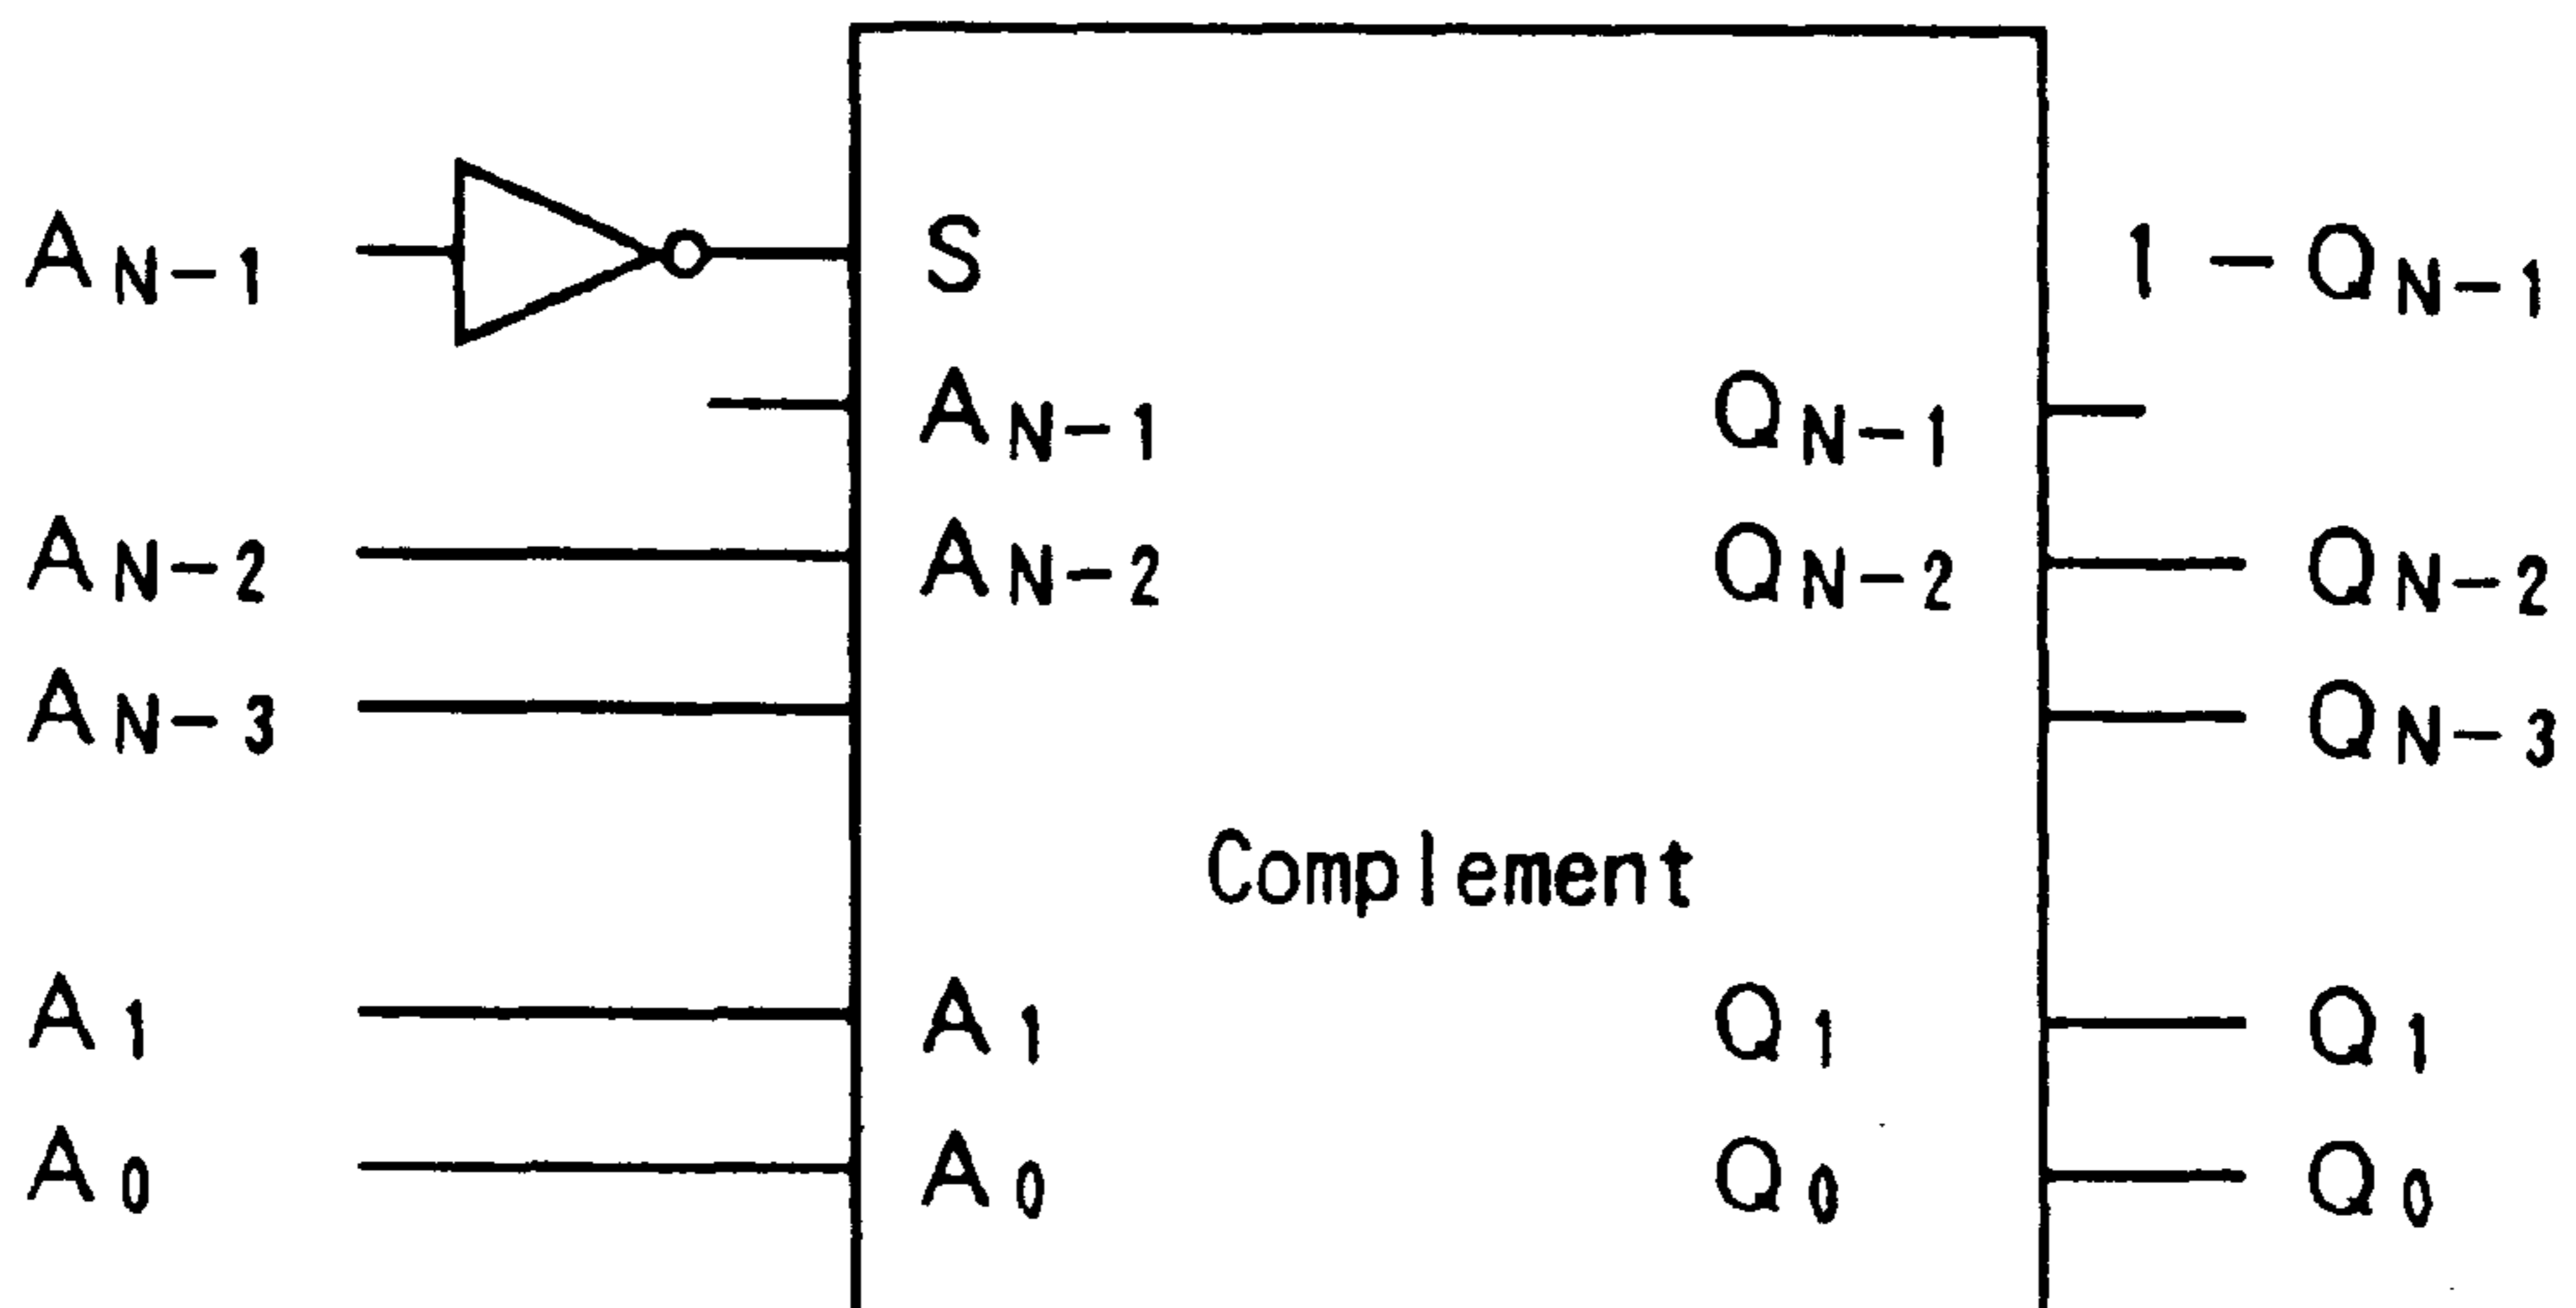 A N-1 S 1 - Q N-1
A N-1 Q N-1
A N-2 A N-2 Q N-2 Q N-2
A N-3 Q N-3
Complement
A 1 A 1 Q 1 Q 1
A 0 A 0 Q 0 Q 0